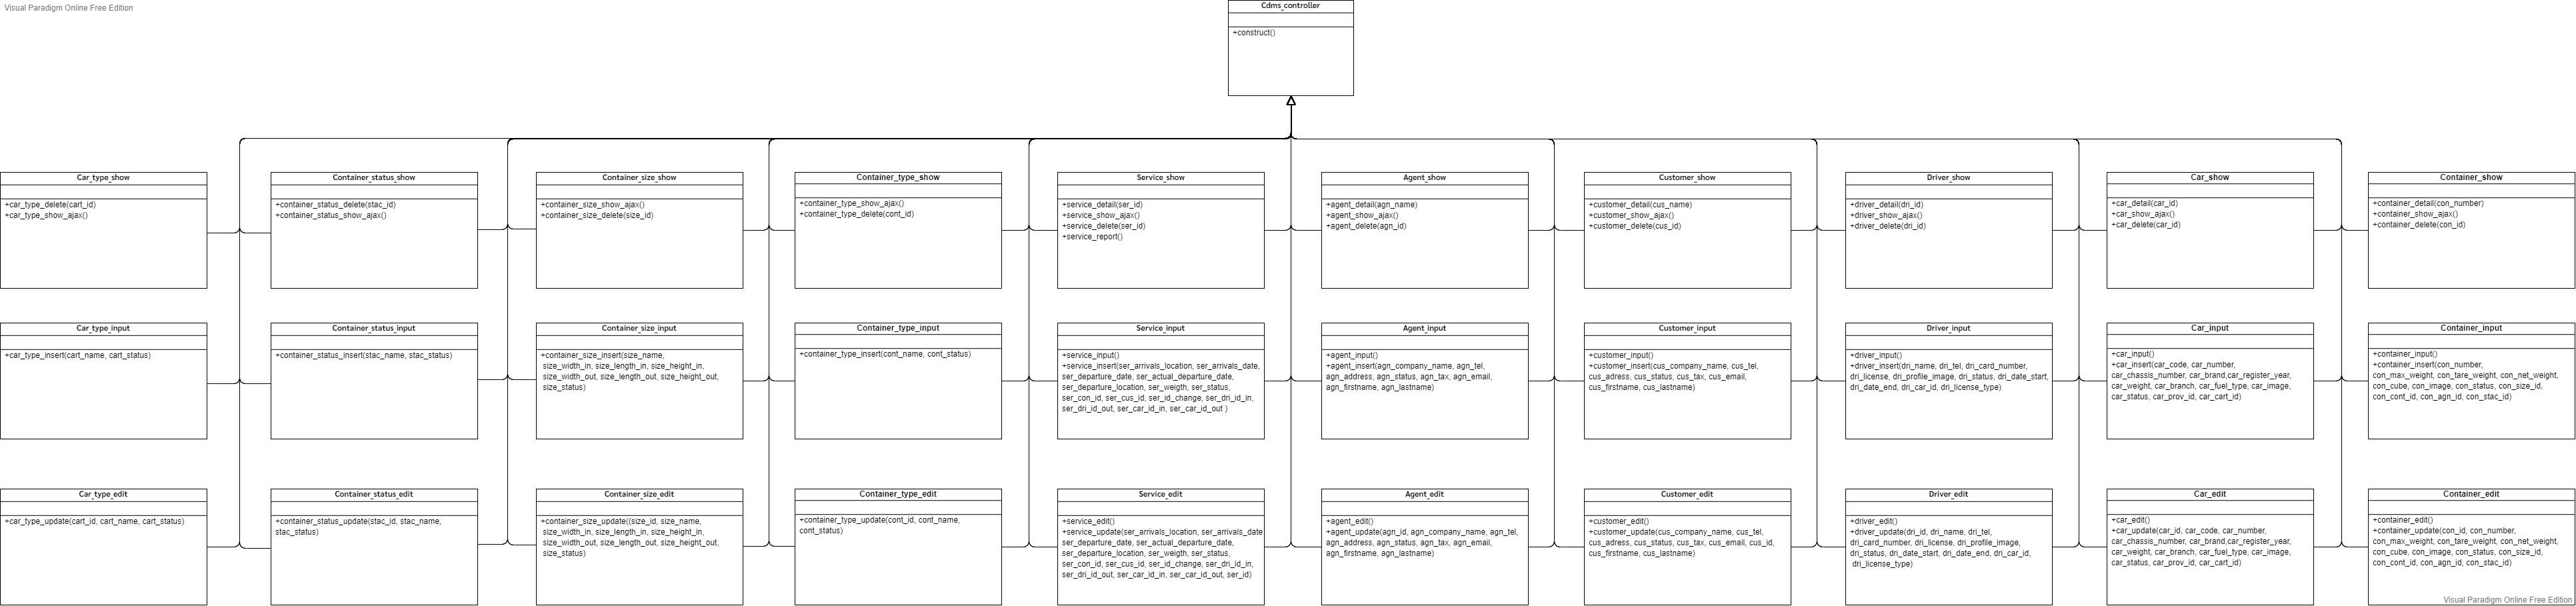 Visual Paradigm Online Free Edition
Cdms_controller
+construct()
Car_type_show
+car_type_delete(cart_id)
+car_type_show_ajax()
Container_status_show
+container_status_delete(stac_id)
+container_status_show_ajax()
Container_size_show
+container_size_show_ajax()
+container_size_delete(size_id)
Container_type_show
+container_type_show_ajax()
+container_type_delete(cont_id)
Service_show
+service_detail(ser_id)
+service_show_ajax()
+service_delete(ser_id)
+service_report()
Agent_show
+agent_detail(agn_name)
+agent_show_ajax()
+agent_delete(agn_id)
Customer_show
+customer_detail(cus_name)
+customer_show_ajax()
+customer_delete(cus_id)
Driver_show
+driver_detail(dri_id)
+driver_show_ajax()
+driver_delete(dri_id)
Car_show
+car_detail(car_id)
+car_show_ajax()
+car_delete(car_id)
Container_show
+container_detail(con_number)
+container_show_ajax()
+container_delete(con_id)
Car_type_input
+car_type_insert(cart_name, cart_status)
Container_status_input
+container_status_insert(stac_name, stac_status)
Container_size_input
+container_size_insert(size_name,
size_width_in, size_length_in, size_height_in,
size_width_out, size_length_out, size_height_out,
size_status)
Container_type_input
+container_type_insert(cont_name, cont_status)
Service_input
+service_input()
+service_insert(ser_arrivals_location, ser_arrivals_date,
ser_departure_date, ser_actual_departure_date,
ser_departure_location, ser_weigth, ser_status,
ser_con_id, ser_cus_id, ser_id_change, ser_dri_id_in,
ser_dri_id_out, ser_car_id_in, ser_car_id_out )
Agent_input
+agent_input()
+agent_insert(agn_company_name, agn_tel,
agn_address, agn_status, agn_tax, agn_email,
agn_firstname, agn_lastname)
Customer_input
+customer_input()
+customer_insert(cus_company_name, cus_tel,
cus_adress, cus_status, cus_tax, cus_email,
cus_firstname, cus_lastname)
Driver_input
+driver_input()
+driver_insert(dri_name, dri_tel, dri_card_number,
dri_license, dri_profile_image, dri_status, dri_date_start,
dri_date_end, dri_car_id, dri_license_type)
Car_input
+car_input()
+car_insert(car_code, car_number,
car_chassis_number, car_brand,car_register_year,
car_weight, car_branch, car_fuel_type, car_image,
car_status, car_prov_id, car_cart_id)
Container_input
+container_input()
+container_insert(con_number,
con_max_weight, con_tare_weight, con_net_weight,
con_cube, con_image, con_status, con_size_id,
con_cont_id, con_agn_id, con_stac_id)
Car_type_edit
+car_type_update(cart_id, cart_name, cart_status)
Container_status_edit
+container_status_update(stac_id, stac_name,
stac_status)
Container_size_edit
+container_size_update((size_id, size_name,
size_width_in, size_length_in, size_height_in,
size_width_out, size_length_out, size_height_out,
size_status)
Container_type_edit
+container_type_update(cont_id, cont_name,
cont_status)
Service_edit
+service_edit()
+service_update(ser_arrivals_location, ser_arrivals_date
ser_departure_date, ser_actual_departure_date,
ser_departure_location, ser_weigth, ser_status,
ser_con_id, ser_cus_id, ser_id_change, ser_dri_id_in,
ser_dri_id_out, ser_car_id_in, ser_car_id_out, ser_id)
Agent_edit
+agent_edit()
+agent_update(agn_id, agn_company_name, agn_tel,
agn_address, agn_status, agn_tax, agn_email,
agn_firstname, agn_lastname)
Customer_edit
+customer_edit()
+customer_update(cus_company_name, cus_tel,
cus_adress, cus_status, cus_tax, cus_email, cus_id,
cus_firstname, cus_lastname)
Driver_edit
+driver_edit()
+driver_update(dri_id, dri_name, dri_tel,
dri_card_number, dri_license, dri_profile_image,
dri_status, dri_date_start, dri_date_end, dri_car_id,
dri_license_type)
Car_edit
+car_edit()
+car_update(car_id, car_code, car_number,
car_chassis_number, car_brand,car_register_year,
car_weight, car_branch, car_fuel_type, car_image,
car_status, car_prov_id, car_cart_id)
Container_edit
+container_edit()
+container_update(con_id, con_number,
con_max_weight, con_tare_weight, con_net_weight,
con_cube, con_image, con_status, con_size_id,
con_cont_id, con_agn_id, con_stac_id)
Visual Paradigm Online Free Edition